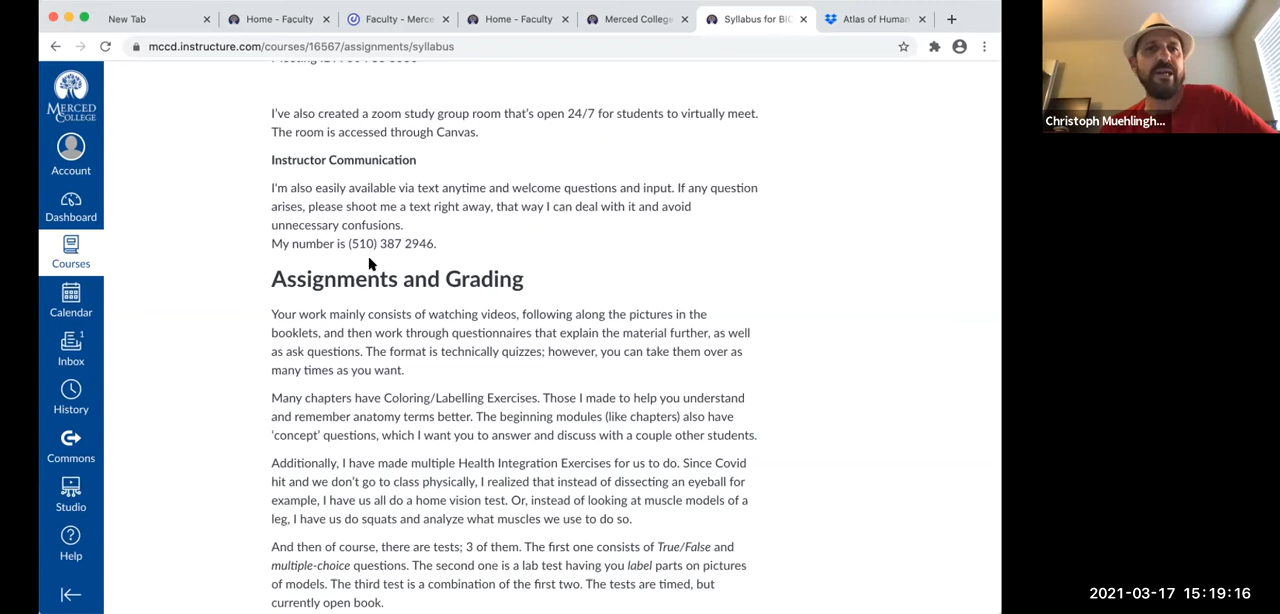 New Tab
Home - Faculty
Faculty - Merce
Home - Faculty
Merced College
Syllabus for BIO
Atlas of Human
mccd.instructure.com/courses/16567/assignments/syllabus
MERCED
COLLEGE
Account
Dashboard
Courses
Calendar
1
Inbox
History
Commons
Studio
Help
I've also created a zoom study group room that's open 24/7 for students to virtually meet.
The room is accessed through Canvas.
Instructor Communication
I'm also easily available via text anytime and welcome questions and input. If any question
arises, please shoot me a text right away, that way I can deal with it and avoid
unnecessary confusions.
My number is (510) 387 2946.
Assignments and Grading
Your work mainly consists of watching videos, following along the pictures in the
booklets, and then work through questionnaires that explain the material further, as well
as ask questions. The format is technically quizzes; however, you can take them over as
many times as you want.
Many chapters have Coloring/Labelling Exercises. Those I made to help you understand
and remember anatomy terms better. The beginning modules (like chapters) also have
'concept' questions, which I want you to answer and discuss with a couple other students.
Additionally, I have made multiple Health Integration Exercises for us to do. Since Covid
hit and we don't go to class physically, I realized that instead of dissecting an eyeball for
example, I have us all do a home vision test. Or, instead of looking at muscle models of a
leg, I have us do squats and analyze what muscles we use to do so.
And then of course, there are tests; 3 of them. The first one consists of True/False and
multiple-choice questions. The second one is a lab test having you label parts on pictures
of models. The third test is a combination of the first two. The tests are timed, but
currently open book.
Christoph Muehlingh...
2021-03-17 15:19:16